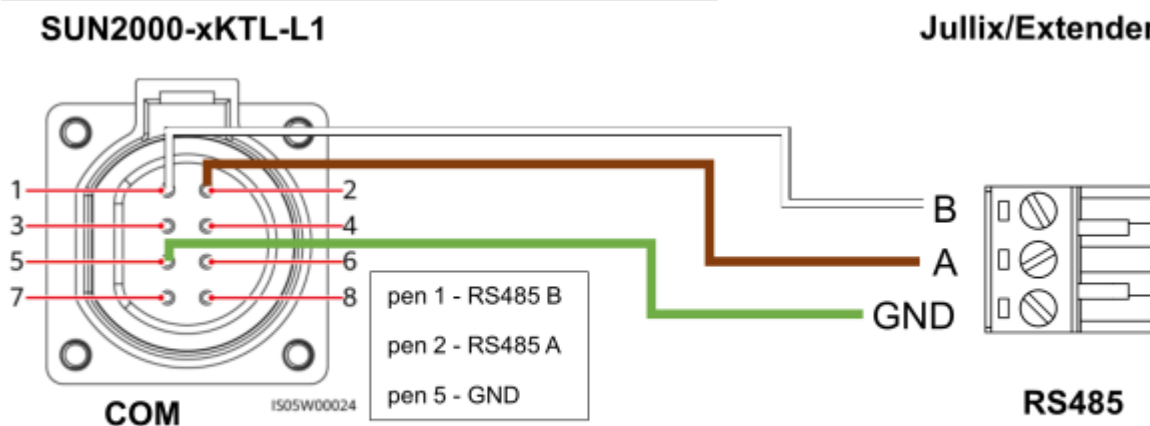 SUN2000-xKTL-L1
Jullix/Extender
1
2
3
4
5
6
7
8
B
A
GND
pen 1 - RS485 B
pen 2 - RS485 A
pen 5 - GND
IS05W00024
COM
RS485